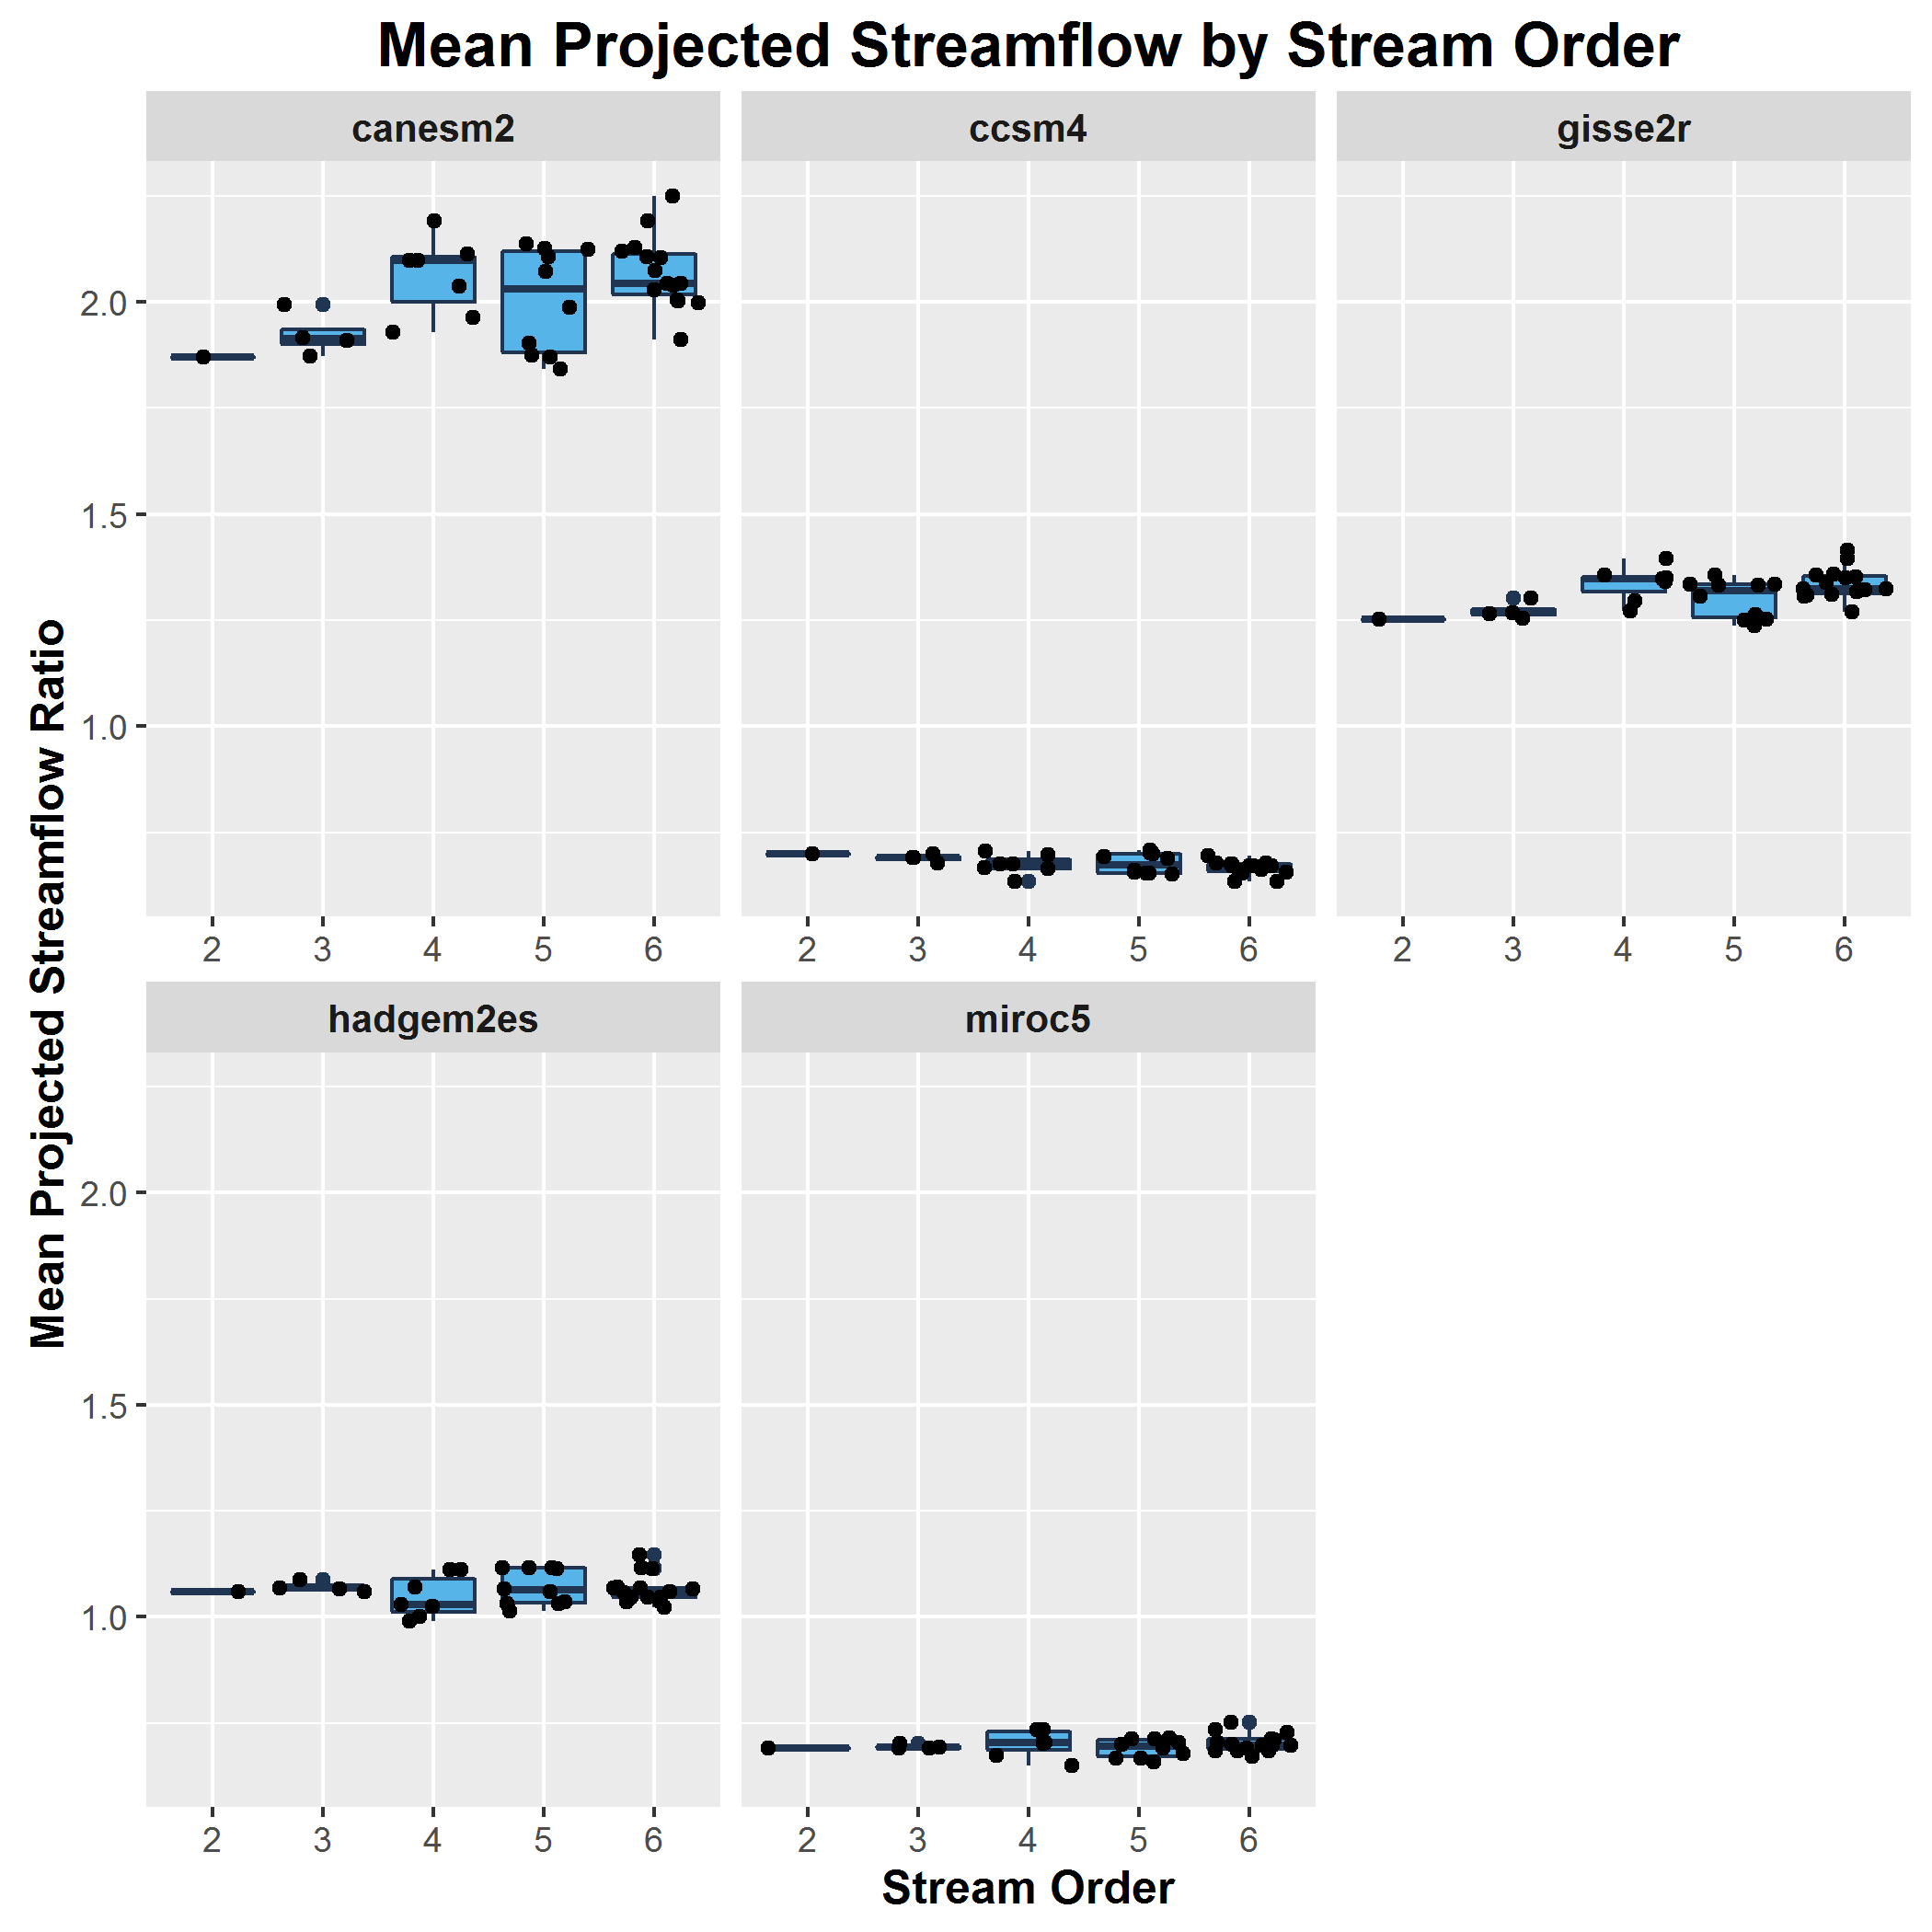 Mean Projected Streamflow by Stream Order
canesm2 ccsm4 gisse2r
2.0
1.5
1.0
2 3 4 5 6 2 3 4 5 6 2 3 4 5 6
Mean Projected Streamflow Ratio
hadgem2es miroc5
2.0
1.5
1.0
2 3 4 5 6 2 3 4 5 6
Stream Order